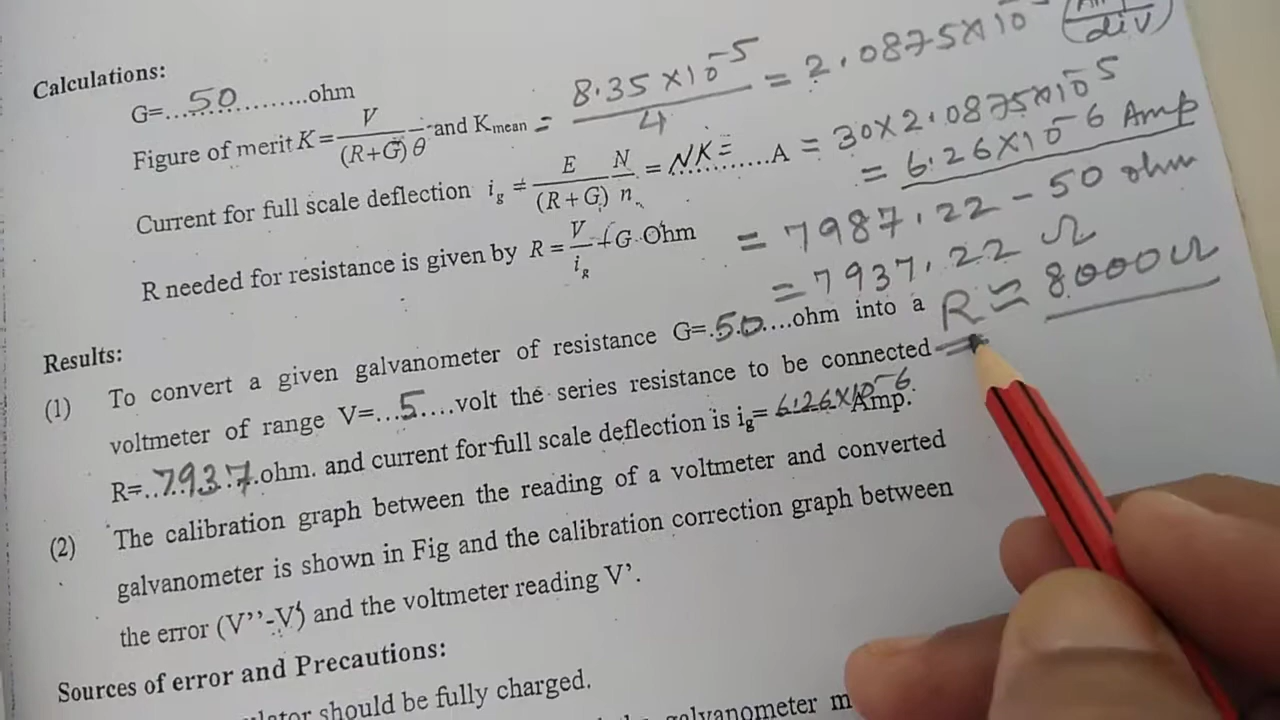 Calculations:
G=...50............ohm
Figure of merit K = V/(R+G) 1/θ and Kmean = 8.35×10⁻⁵/4 = 2.0875×10⁻ (/div)
Current for full scale deflection ig = E/(R+G) N/n = NK = ..........A = 30×2.0875×10⁻⁵
= 6.26×10⁻⁶ Amp
R needed for resistance is given by R = V/ig - G Ohm = 7987.22 - 50 ohm
= 7937.22 Ω
R ≈ 8000Ω
Results:
(1) To convert a given galvanometer of resistance G=.50....ohm into a
voltmeter of range V=...5....volt the series resistance to be connected
R=..7937.ohm. and current for full scale deflection is ig= 6.26×10⁻⁶ Amp.
(2) The calibration graph between the reading of a voltmeter and converted
galvanometer is shown in Fig and the calibration correction graph between
the error (V''-V') and the voltmeter reading V'.
Sources of error and Precautions:
should be fully charged.
galvanometer